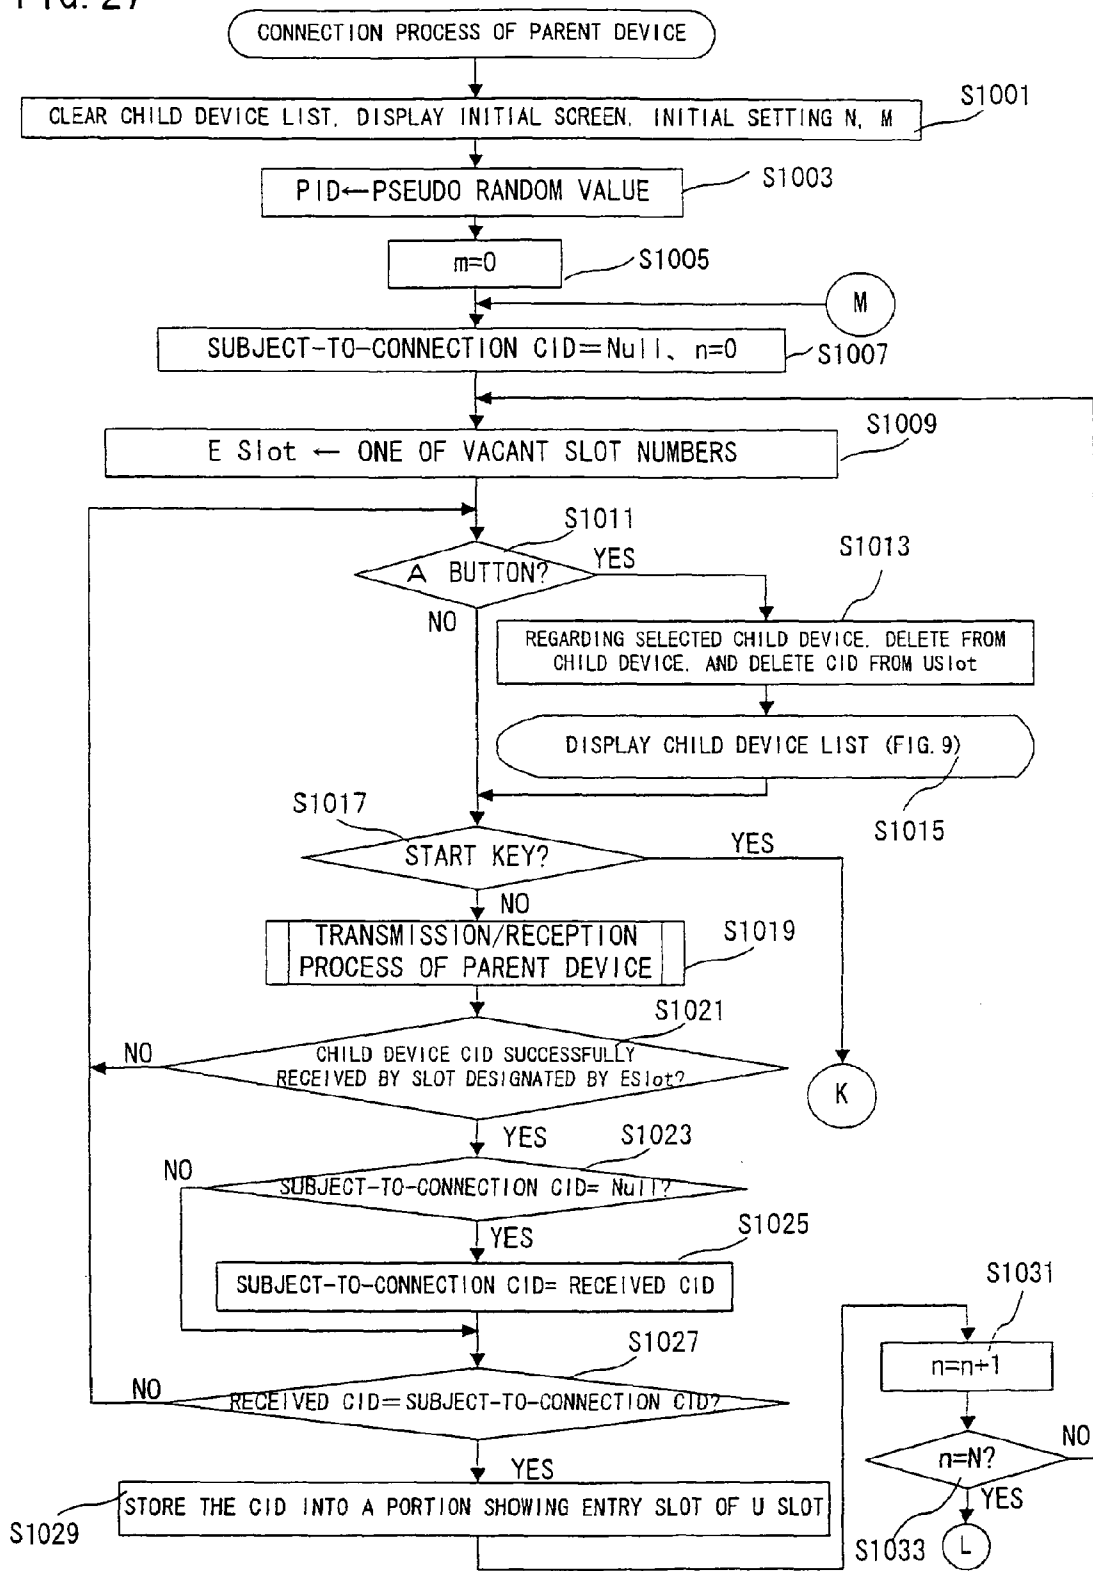 FIG. 27
CONNECTION PROCESS OF PARENT DEVICE
S1001
CLEAR CHILD DEVICE LIST. DISPLAY INITIAL SCREEN. INITIAL SETTING N, M
S1003
PID←PSEUDO RANDOM VALUE
m=0
S1005
M
SUBJECT-TO-CONNECTION CID=Null、n=0
S1007
S1009
E Slot ← ONE OF VACANT SLOT NUMBERS
S1011
A BUTTON?
YES
NO
S1013
REGARDING SELECTED CHILD DEVICE. DELETE FROM
CHILD DEVICE. AND DELETE CID FROM USlot
DISPLAY CHILD DEVICE LIST (FIG. 9)
S1015
S1017
START KEY?
YES
NO
TRANSMISSION/RECEPTION
PROCESS OF PARENT DEVICE
S1019
S1021
CHILD DEVICE CID SUCCESSFULLY
RECEIVED BY SLOT DESIGNATED BY ESlot?
NO
YES
K
S1023
SUBJECT-TO-CONNECTION CID= Null?
NO
YES
S1025
SUBJECT-TO-CONNECTION CID= RECEIVED CID
S1027
RECEIVED CID=SUBJECT-TO-CONNECTION CID?
NO
YES
STORE THE CID INTO A PORTION SHOWING ENTRY SLOT OF U SLOT
S1029
S1031
n=n+1
n=N?
NO
YES
S1033
L